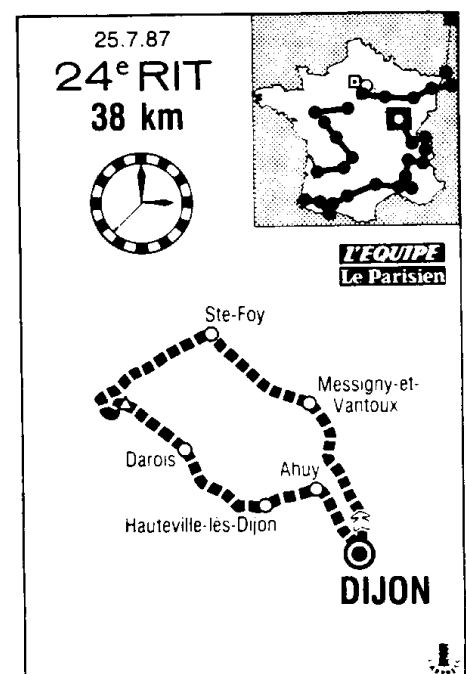 25.7.87
24e RIT
38 km
L'EQUIPE
Le Parisien
Ste-Foy
Messigny-et-
Vantoux
Darois
Ahuy
Hauteville-lès-Dijon
DIJON